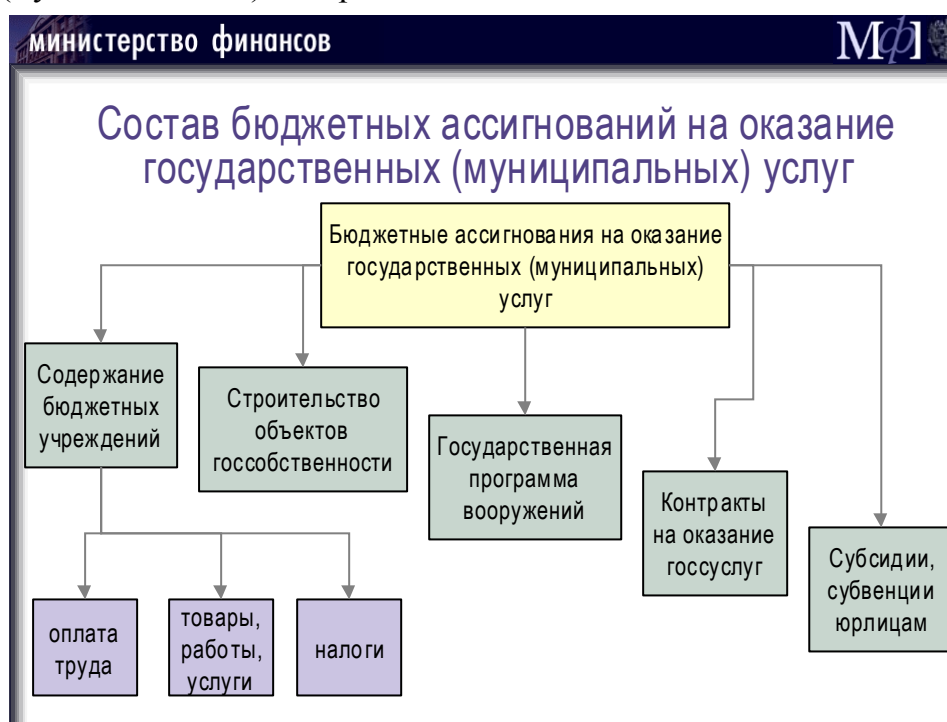 министерство финансов
Мф
Состав бюджетных ассигнований на оказание
государственных (муниципальных) услуг
Бюджетные ассигнования на оказание
государственных (муниципальных)
услуг
Содержание
бюджетных
учреждений
Строительство
объектов
госсобственности
Государственная
программа
вооружений
Контракты
на оказание
госсуслуг
Субсидии,
субвенции
юрлицам
оплата
труда
товары,
работы,
услуги
налоги